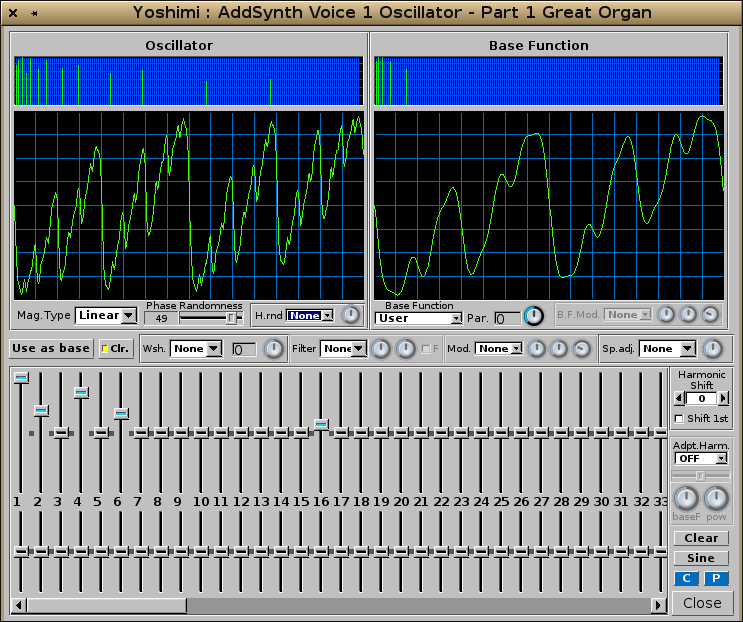 Yoshimi : AddSynth Voice 1 Oscillator - Part 1 Great Organ
Oscillator
Base Function
Mag.Type Linear
Phase Randomness
49
H.rnd None
Base Function
User
Par. 0
B.F.Mod. None
Use as base
Clr.
Wsh. None
0
Filter None
F
Mod. None
Sp.adj. None
Harmonic
Shift
0
Shift 1st
Adpt.Harm.
OFF
baseF pow
1 2 3 4 5 6 7 8 9 10 11 12 13 14 15 16 17 18 19 20 21 22 23 24 25 26 27 28 29 30 31 32 33
Clear
Sine
C P
Close